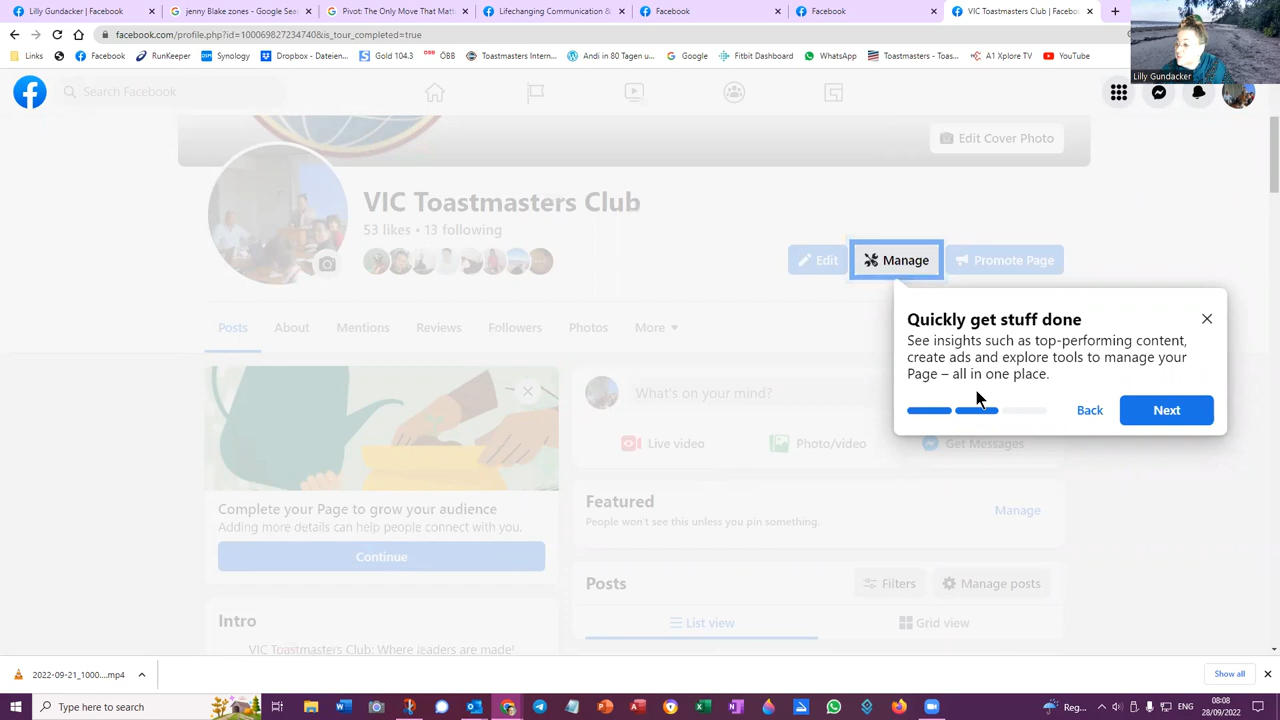 Lilly Gundacker | Facebook
jenny Blake zones - Google Sea
Pivot: The Only Move That Matt
Lifechanging Communication &
Facebook
Facebook
VIC Toastmasters Club | Facebo
facebook.com/profile.php?id=100069827234740&is_tour_completed=true
Links
Facebook
RunKeeper
Synology
Dropbox - Dateien...
Gold 104.3
ÖBB
Toastmasters Intern...
Andi in 80 Tagen u...
Google
Fitbit Dashboard
WhatsApp
Toastmasters - Toas...
A1 Xplore TV
YouTube
Lilly Gundacker
Search Facebook
Edit Cover Photo
VIC Toastmasters Club
53 likes • 13 following
Edit
Manage
Promote Page
Quickly get stuff done
See insights such as top-performing content,
create ads and explore tools to manage your
Page – all in one place.
Back
Next
Posts
About
Mentions
Reviews
Followers
Photos
More
What's on your mind?
Live video
Photo/video
Get Messages
Complete your Page to grow your audience
Adding more details can help people connect with you.
Continue
Featured
People won't see this unless you pin something.
Manage
Posts
Filters
Manage posts
List view
Grid view
Intro
VIC Toastmasters Club: Where leaders are made!
2022-09-21_1000....mp4
Show all
Type here to search
Reg...
08:08
28/09/2022